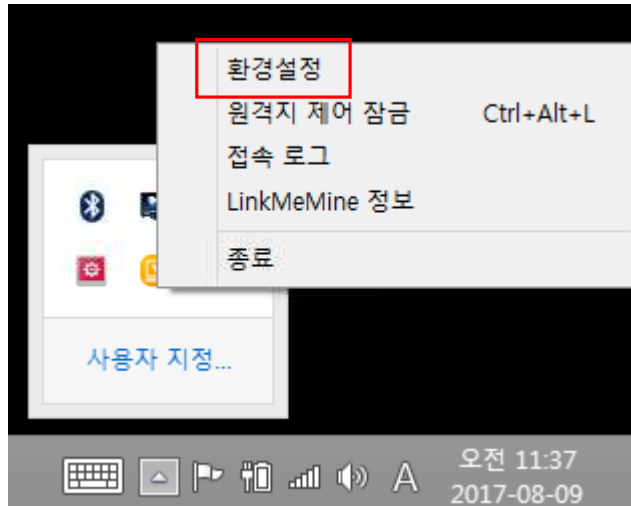 환경설정
원격지 제어 잠금 Ctrl+Alt+L
접속 로그
LinkMeMine 정보
종료
사용자 지정...
A
오전 11:37
2017-08-09